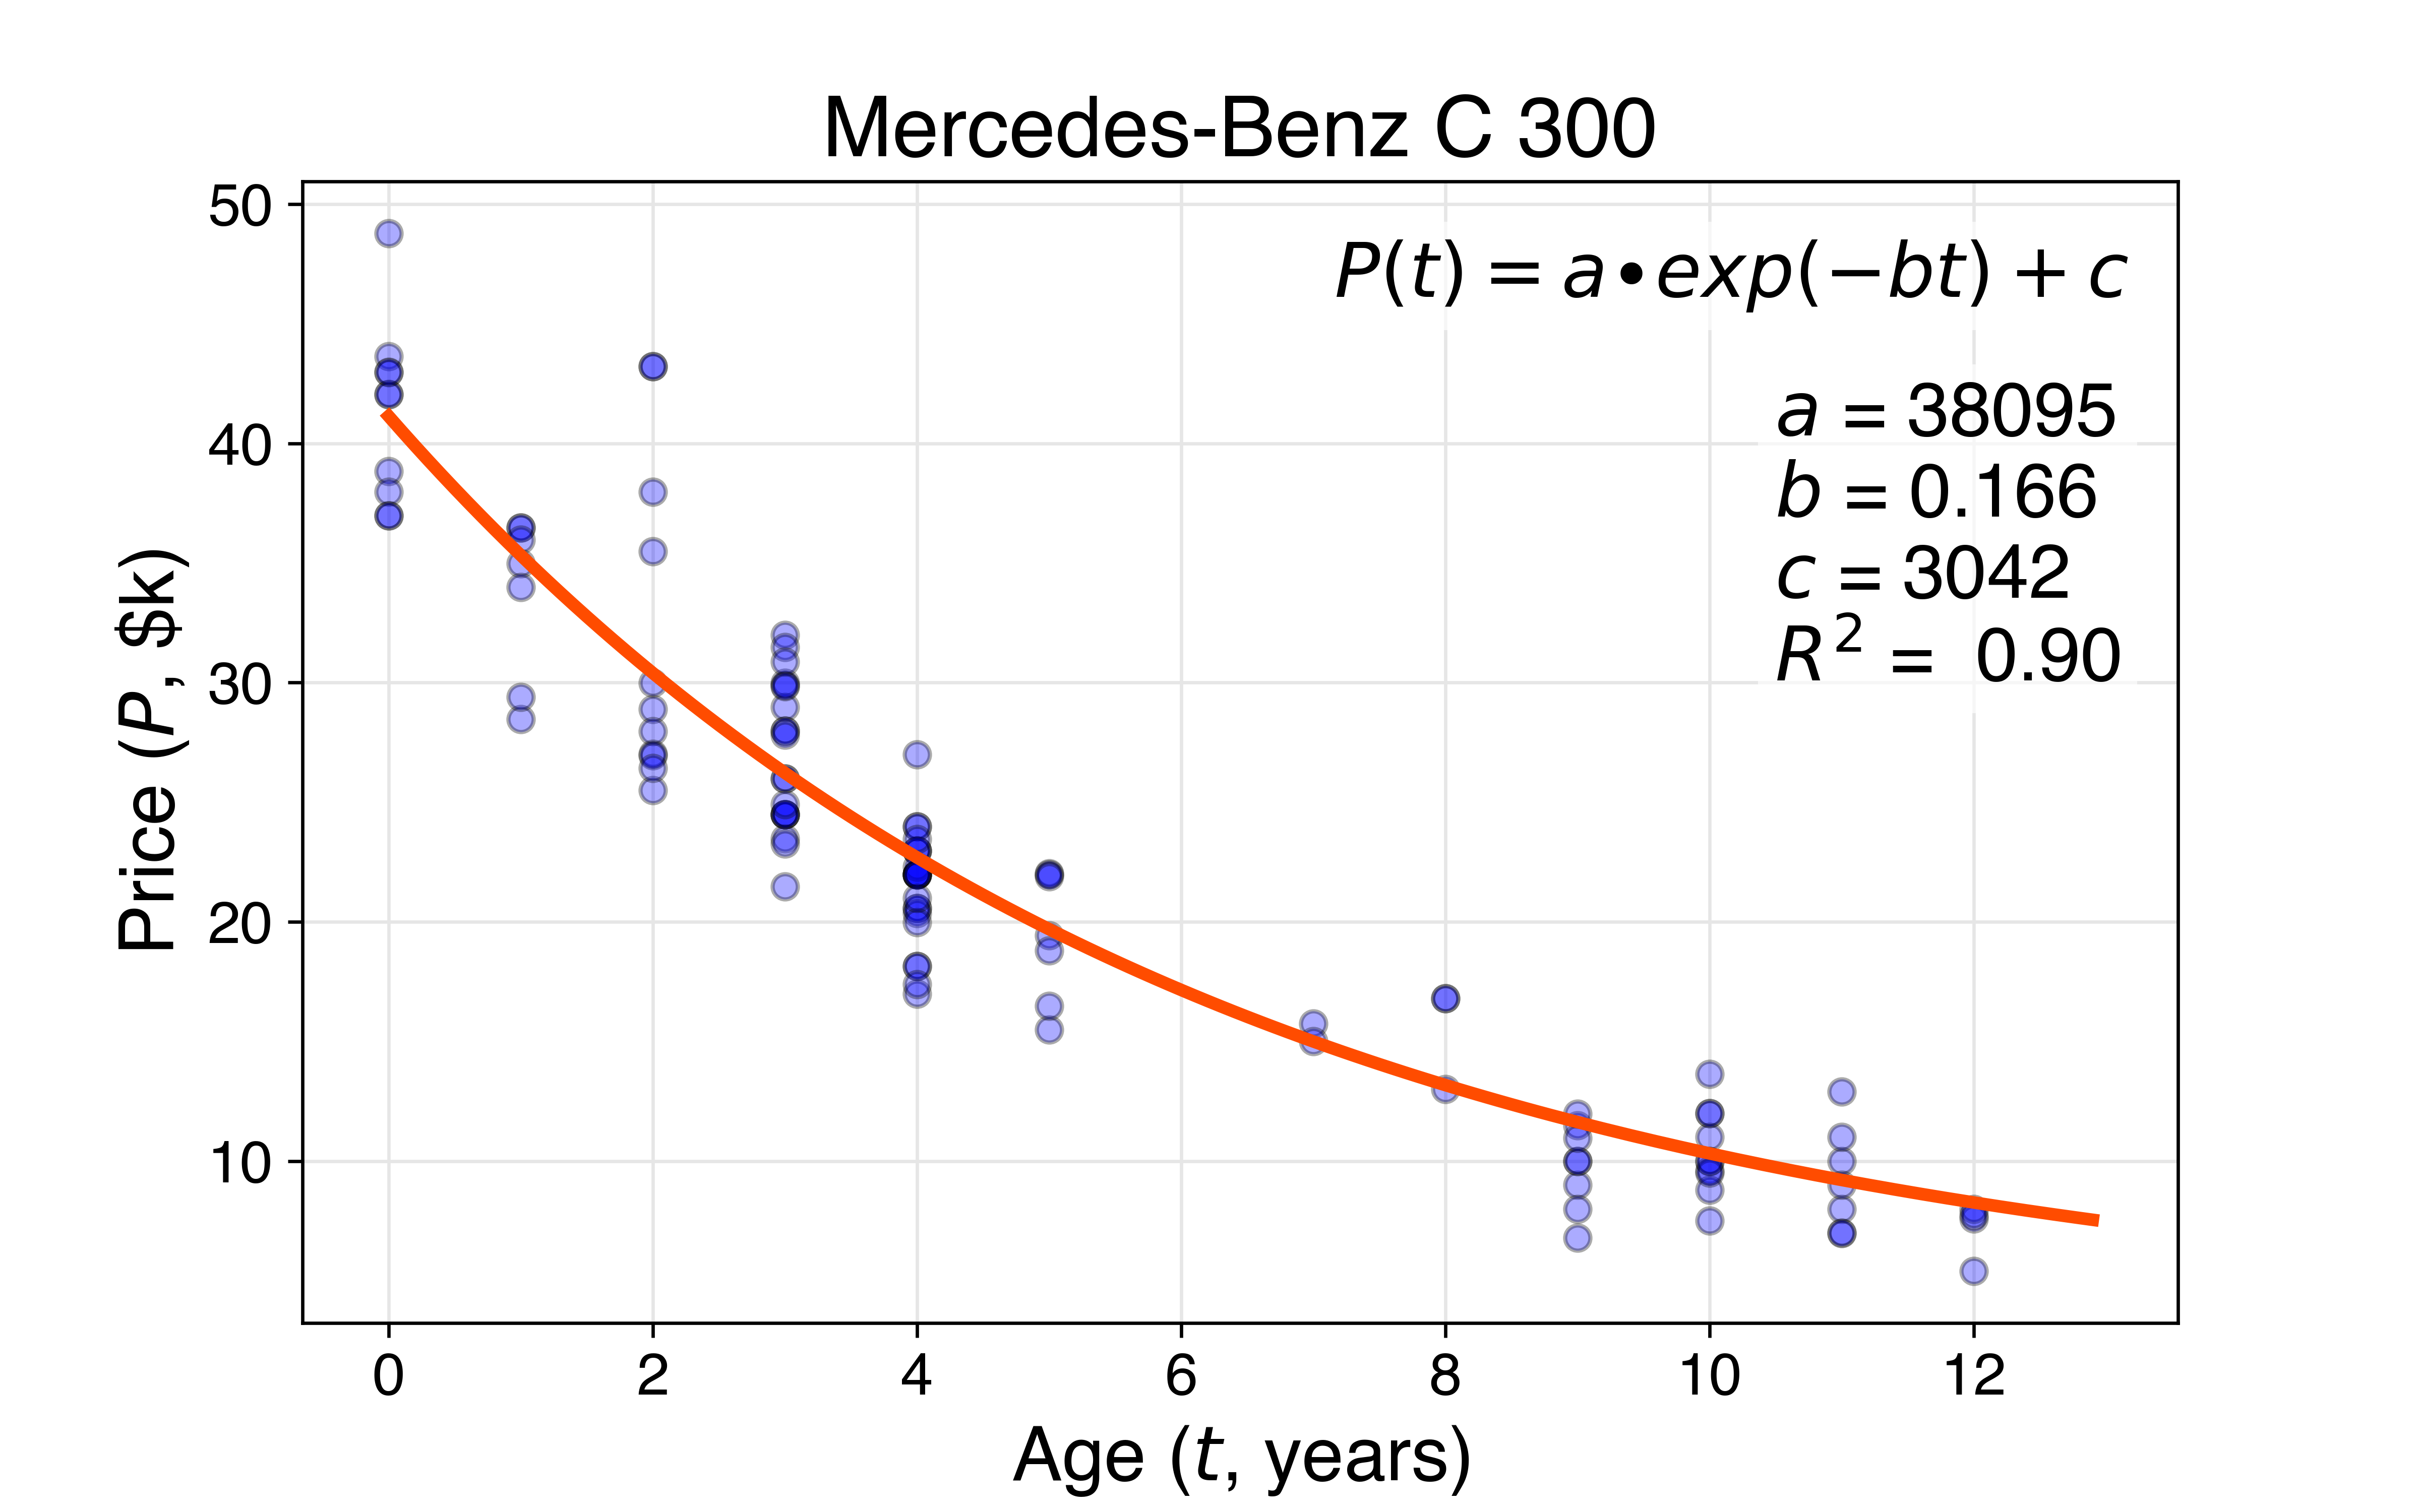 Mercedes-Benz C 300
P(t) = a•exp(−bt) + c
a = 38095
b = 0.166
c = 3042
R² = 0.90
Price (P, $k)
50
40
30
20
10
0 2 4 6 8 10 12
Age (t, years)